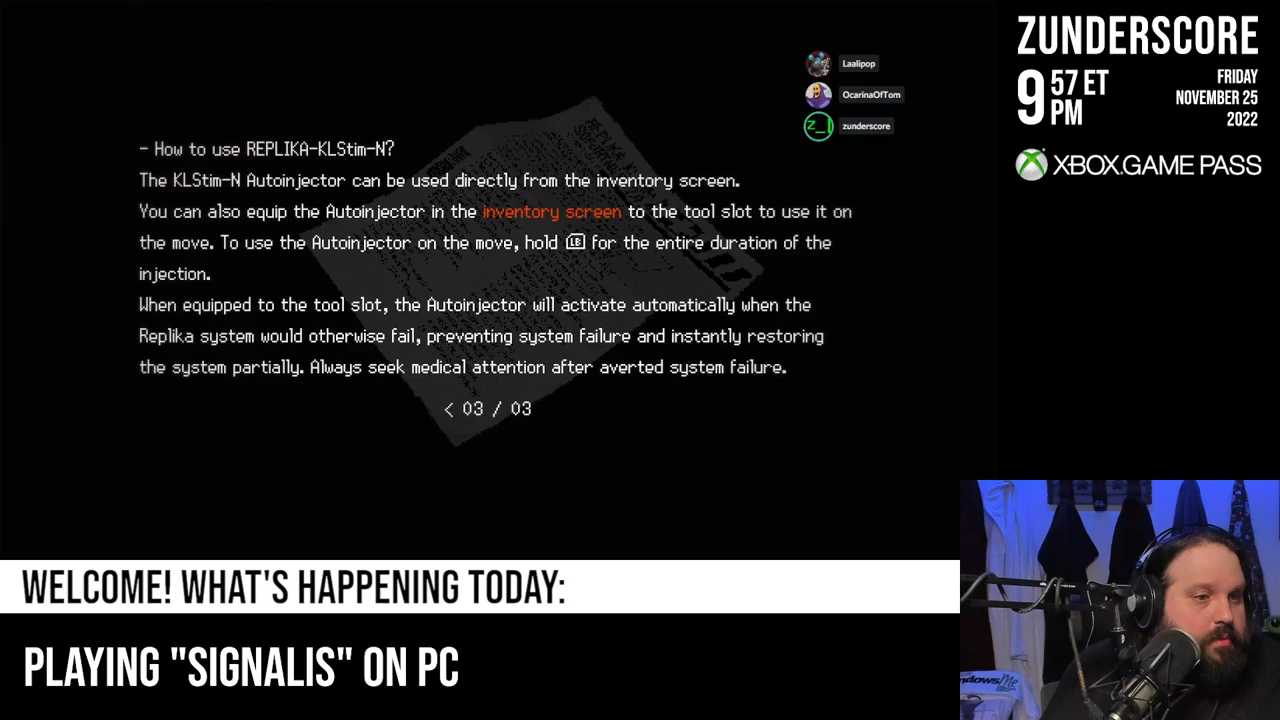 Laalipop
OcarinaOfTom
zunderscore
- How to use REPLIKA-KLStim-N?
The KLStim-N Autoinjector can be used directly from the inventory screen.
You can also equip the Autoinjector in the inventory screen to the tool slot to use it on
the move. To use the Autoinjector on the move, hold LB for the entire duration of the
injection.
When equipped to the tool slot, the Autoinjector will activate automatically when the
Replika system would otherwise fail, preventing system failure and instantly restoring
the system partially. Always seek medical attention after averted system failure.
< 03 / 03
ZUNDERSCORE
9 57 ET
PM
FRIDAY
NOVEMBER 25
2022
XBOX GAME PASS
WELCOME! WHAT'S HAPPENING TODAY:
PLAYING "SIGNALIS" ON PC